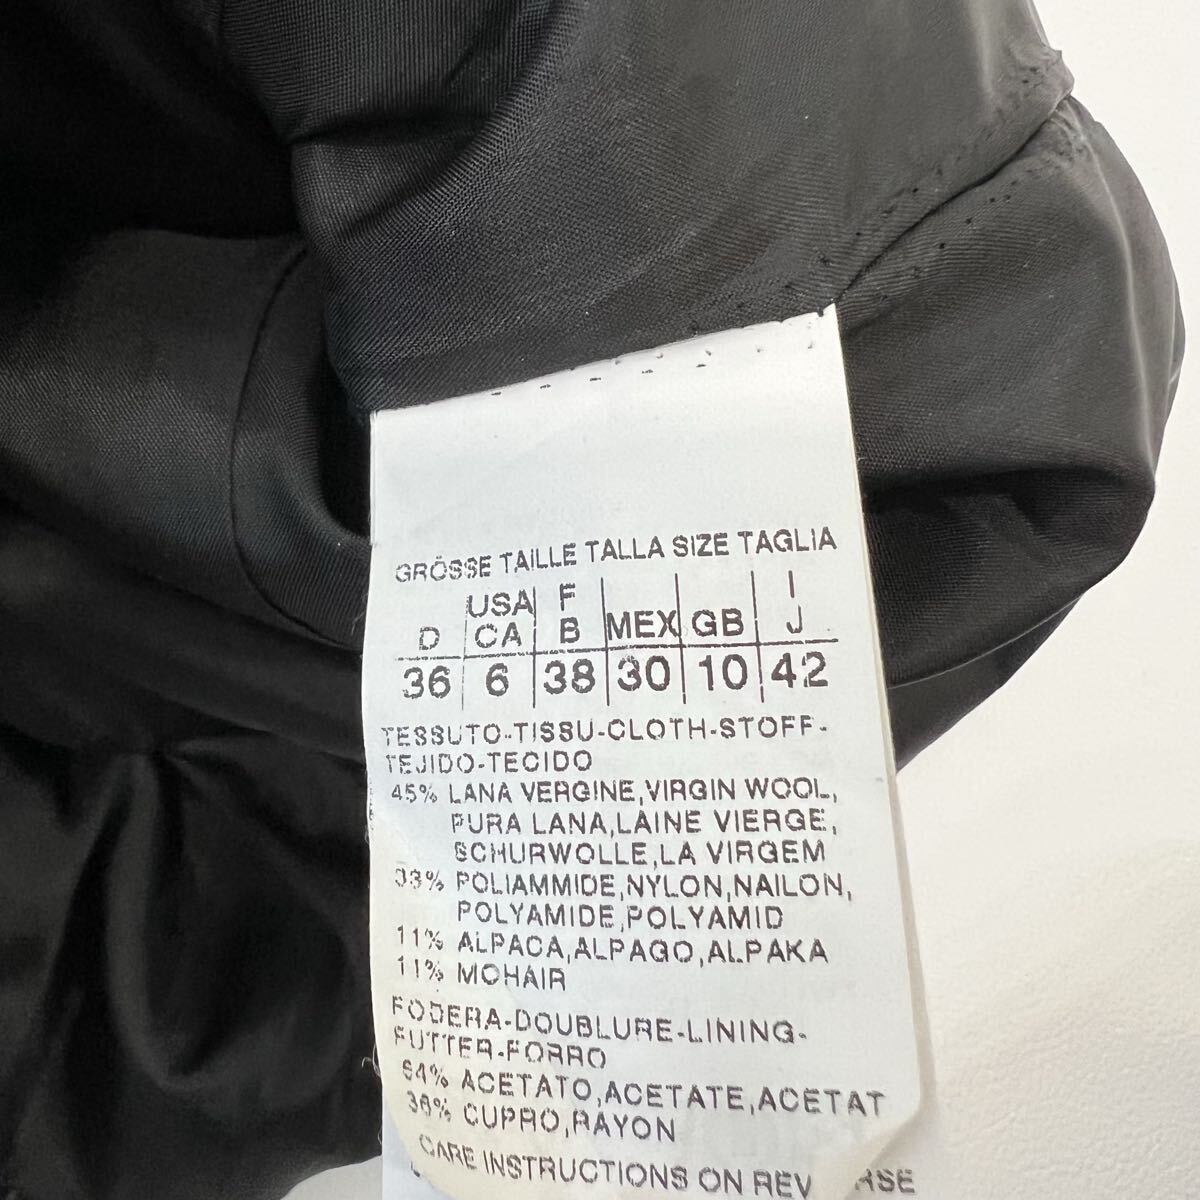 GRÖSSE TAILLE TALLA SIZE TAGLIA
D USA CA F B MEX GB I J
36 6 38 30 10 42
TESSUTO-TISSU-CLOTH-STOFF-
TEJIDO-TECIDO
45% LANA VERGINE,VIRGIN WOOL,
PURA LANA,LAINE VIERGE,
SCHURWOLLE,LA VIRGEM
33% POLIAMMIDE,NYLON,NAILON,
POLYAMIDE,POLYAMID
11% ALPACA,ALPAGO,ALPAKA
11% MOHAIR
FODERA-DOUBLURE-LINING-
FUTTER-FORRO
64% ACETATO,ACETATE,ACETAT
36% CUPRO,RAYON
CARE INSTRUCTIONS ON